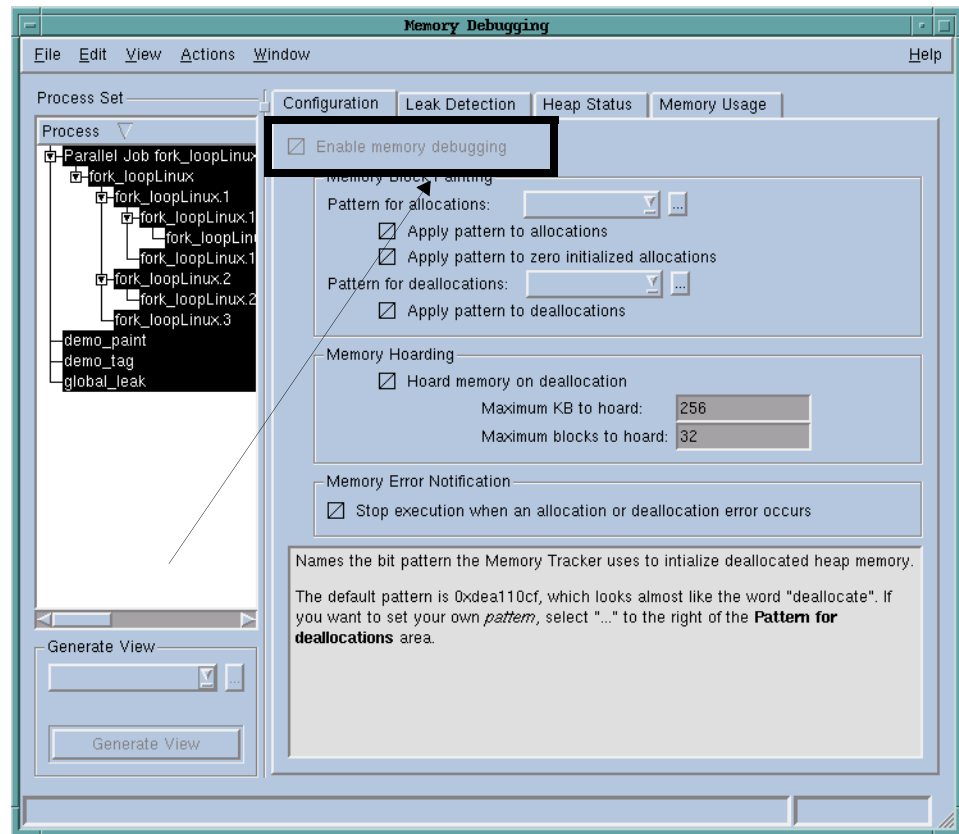 Memory Debugging
File Edit View Actions Window Help
Process Set
Process
Parallel Job fork_loopLinux
fork_loopLinux
fork_loopLinux.1
fork_loopLinux.1
fork_loopLin
fork_loopLinux.1
fork_loopLinux.2
fork_loopLinux.2
fork_loopLinux.3
demo_paint
demo_tag
global_leak
Generate View
...
Generate View
Configuration Leak Detection Heap Status Memory Usage
Enable memory debugging
Memory Block Painting
Pattern for allocations: ...
Apply pattern to allocations
Apply pattern to zero initialized allocations
Pattern for deallocations: ...
Apply pattern to deallocations
Memory Hoarding
Hoard memory on deallocation
Maximum KB to hoard: 256
Maximum blocks to hoard: 32
Memory Error Notification
Stop execution when an allocation or deallocation error occurs
Names the bit pattern the Memory Tracker uses to intialize deallocated heap memory.
The default pattern is 0xdea110cf, which looks almost like the word "deallocate". If
you want to set your own pattern, select "..." to the right of the Pattern for
deallocations area.